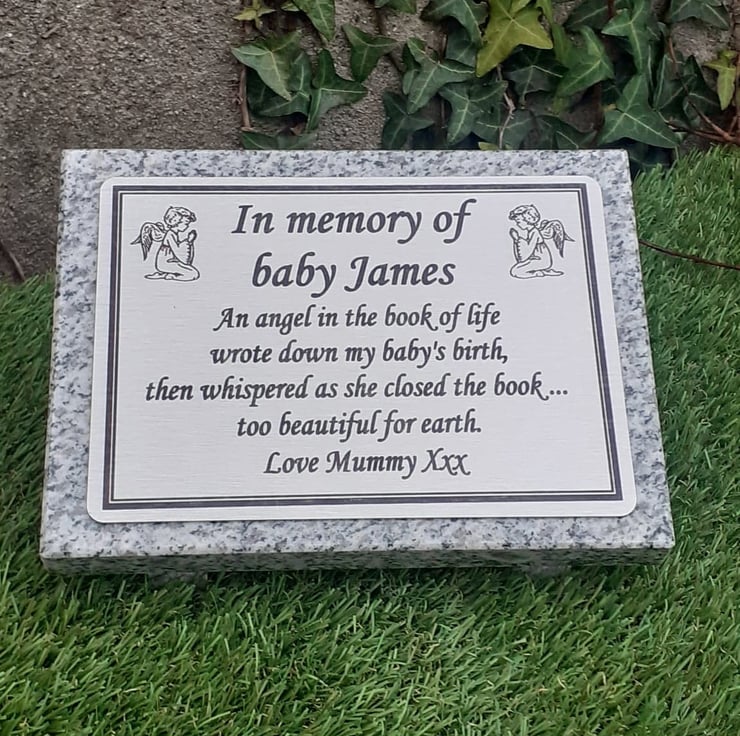 In memory of
baby James
An angel in the book of life
wrote down my baby's birth,
then whispered as she closed the book...
too beautiful for earth.
Love Mummy Xxx